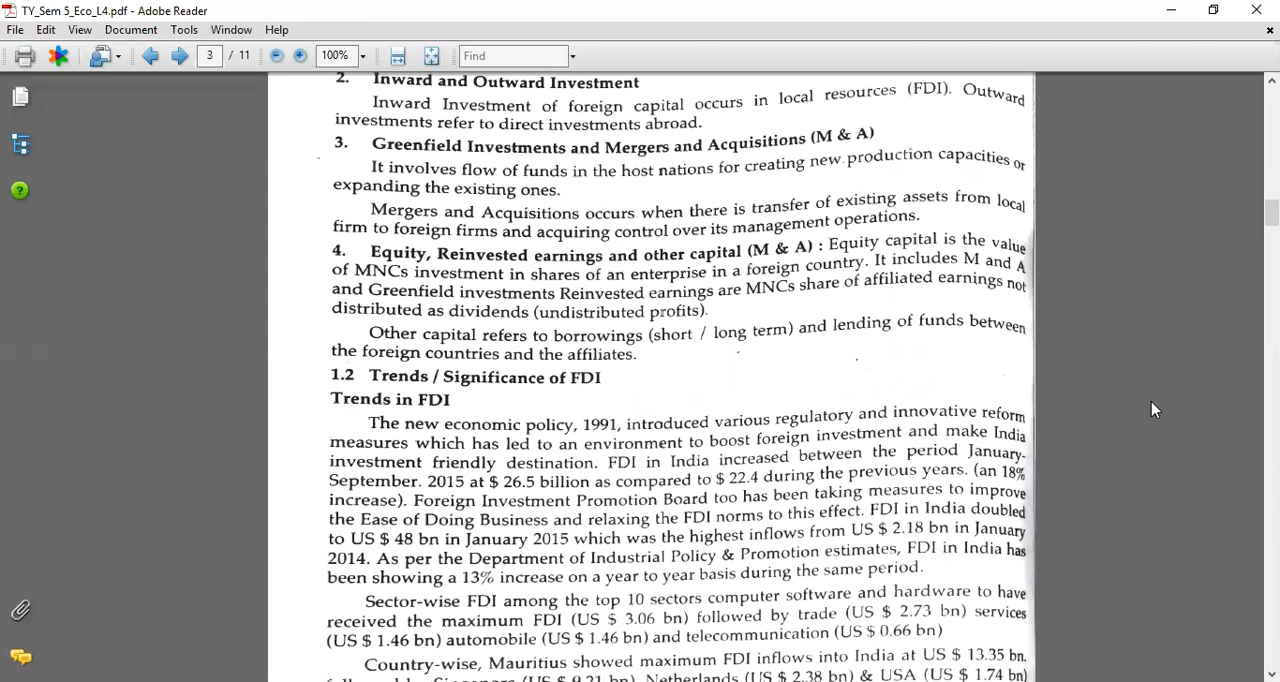 TY_Sem 5_Eco_L4.pdf - Adobe Reader
File Edit View Document Tools Window Help
3 / 11 100% Find
2. Inward and Outward Investment
Inward Investment of foreign capital occurs in local resources (FDI). Outward
investments refer to direct investments abroad.
3. Greenfield Investments and Mergers and Acquisitions (M & A)
It involves flow of funds in the host nations for creating new production capacities or
expanding the existing ones.
Mergers and Acquisitions occurs when there is transfer of existing assets from local
firm to foreign firms and acquiring control over its management operations.
4. Equity, Reinvested earnings and other capital (M & A) : Equity capital is the value
of MNCs investment in shares of an enterprise in a foreign country. It includes M and A
and Greenfield investments Reinvested earnings are MNCs share of affiliated earnings not
distributed as dividends (undistributed profits).
Other capital refers to borrowings (short / long term) and lending of funds between
the foreign countries and the affiliates.
1.2 Trends / Significance of FDI
Trends in FDI
The new economic policy, 1991, introduced various regulatory and innovative reform
measures which has led to an environment to boost foreign investment and make India
investment friendly destination. FDI in India increased between the period January-
September. 2015 at $ 26.5 billion as compared to $ 22.4 during the previous years. (an 18%
increase). Foreign Investment Promotion Board too has been taking measures to improve
the Ease of Doing Business and relaxing the FDI norms to this effect. FDI in India doubled
to US $ 48 bn in January 2015 which was the highest inflows from US $ 2.18 bn in January
2014. As per the Department of Industrial Policy & Promotion estimates, FDI in India has
been showing a 13% increase on a year to year basis during the same period.
Sector-wise FDI among the top 10 sectors computer software and hardware to have
received the maximum FDI (US $ 3.06 bn) followed by trade (US $ 2.73 bn) services
(US $ 1.46 bn) automobile (US $ 1.46 bn) and telecommunication (US $ 0.66 bn)
Country-wise, Mauritius showed maximum FDI inflows into India at US $ 13.35 bn.
followed by Singapore (US $ 9.21 bn), Netherlands (US $ 2.38 bn) & USA (US $ 1.74 bn)